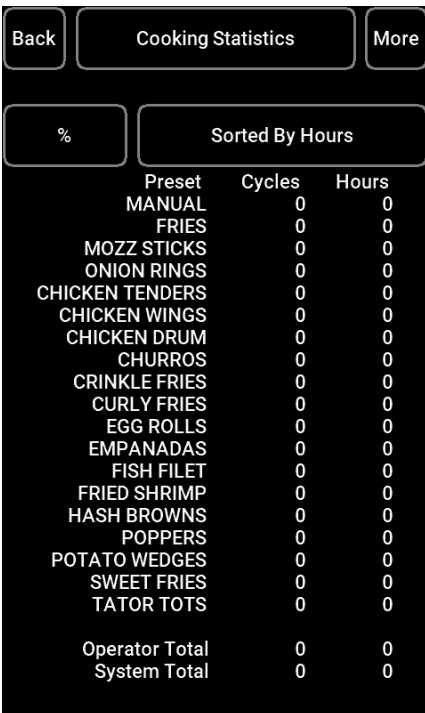 Back Cooking Statistics More
% Sorted By Hours
Preset Cycles Hours
MANUAL 0 0
FRIES 0 0
MOZZ STICKS 0 0
ONION RINGS 0 0
CHICKEN TENDERS 0 0
CHICKEN WINGS 0 0
CHICKEN DRUM 0 0
CHURROS 0 0
CRINKLE FRIES 0 0
CURLY FRIES 0 0
EGG ROLLS 0 0
EMPANADAS 0 0
FISH FILET 0 0
FRIED SHRIMP 0 0
HASH BROWNS 0 0
POPPERS 0 0
POTATO WEDGES 0 0
SWEET FRIES 0 0
TATOR TOTS 0 0
Operator Total 0 0
System Total 0 0